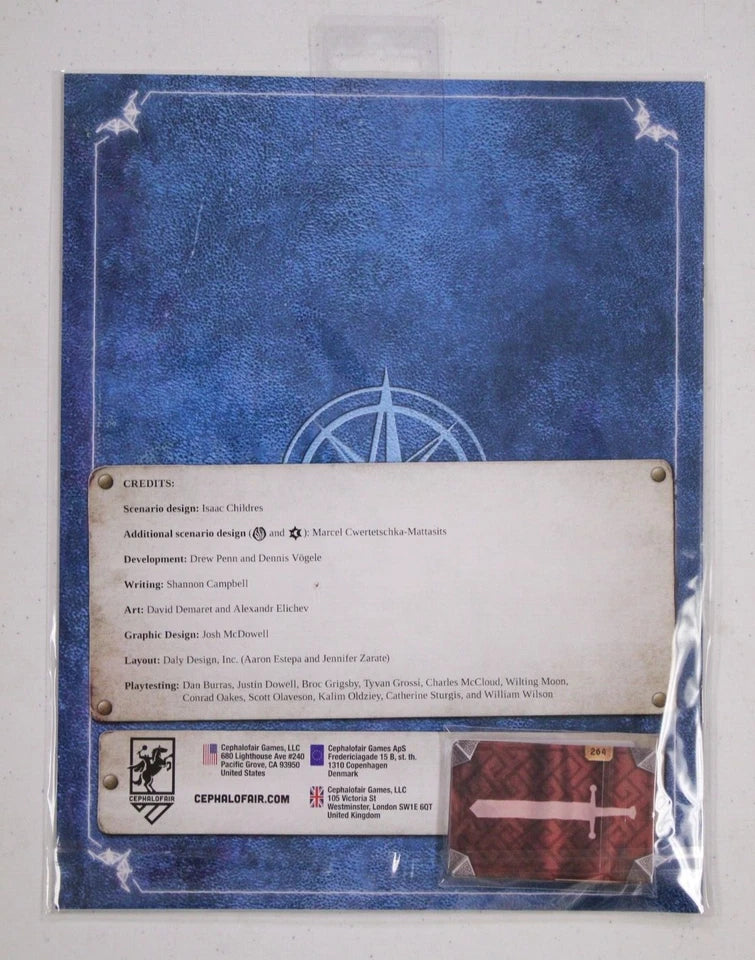 CREDITS:
Scenario design: Isaac Childres
Additional scenario design ( and ): Marcel Cwertetschka-Mattasits
Development: Drew Penn and Dennis Vögele
Writing: Shannon Campbell
Art: David Demaret and Alexandr Elichev
Graphic Design: Josh McDowell
Layout: Daly Design, Inc. (Aaron Estepa and Jennifer Zarate)
Playtesting: Dan Burras, Justin Dowell, Broc Grigsby, Tyvan Grossi, Charles McCloud, Wilting Moon,
Conrad Oakes, Scott Olaveson, Kalim Oldziey, Catherine Sturgis, and William Wilson
CEPHALOFAIR
Cephalofair Games, LLC
680 Lighthouse Ave #240
Pacific Grove, CA 93950
United States
CEPHALOFAIR.COM
Cephalofair Games ApS
Fredericiagade 15 B, st. th.
1310 Copenhagen
Denmark
Cephalofair Games, LLC
105 Victoria St
Westminster, London SW1E 6QT
United Kingdom
264